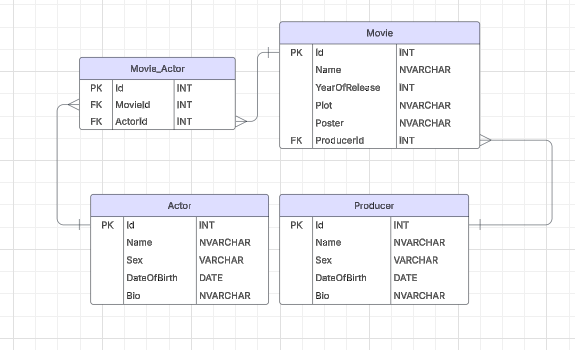 Movie
PK Id INT
Name NVARCHAR
YearOfRelease INT
Plot NVARCHAR
Poster NVARCHAR
FK ProducerId INT
Movie_Actor
PK Id INT
FK MovieId INT
FK ActorId INT
Actor
PK Id INT
Name NVARCHAR
Sex VARCHAR
DateOfBirth DATE
Bio NVARCHAR
Producer
PK Id INT
Name NVARCHAR
Sex VARCHAR
DateOfBirth DATE
Bio NVARCHAR